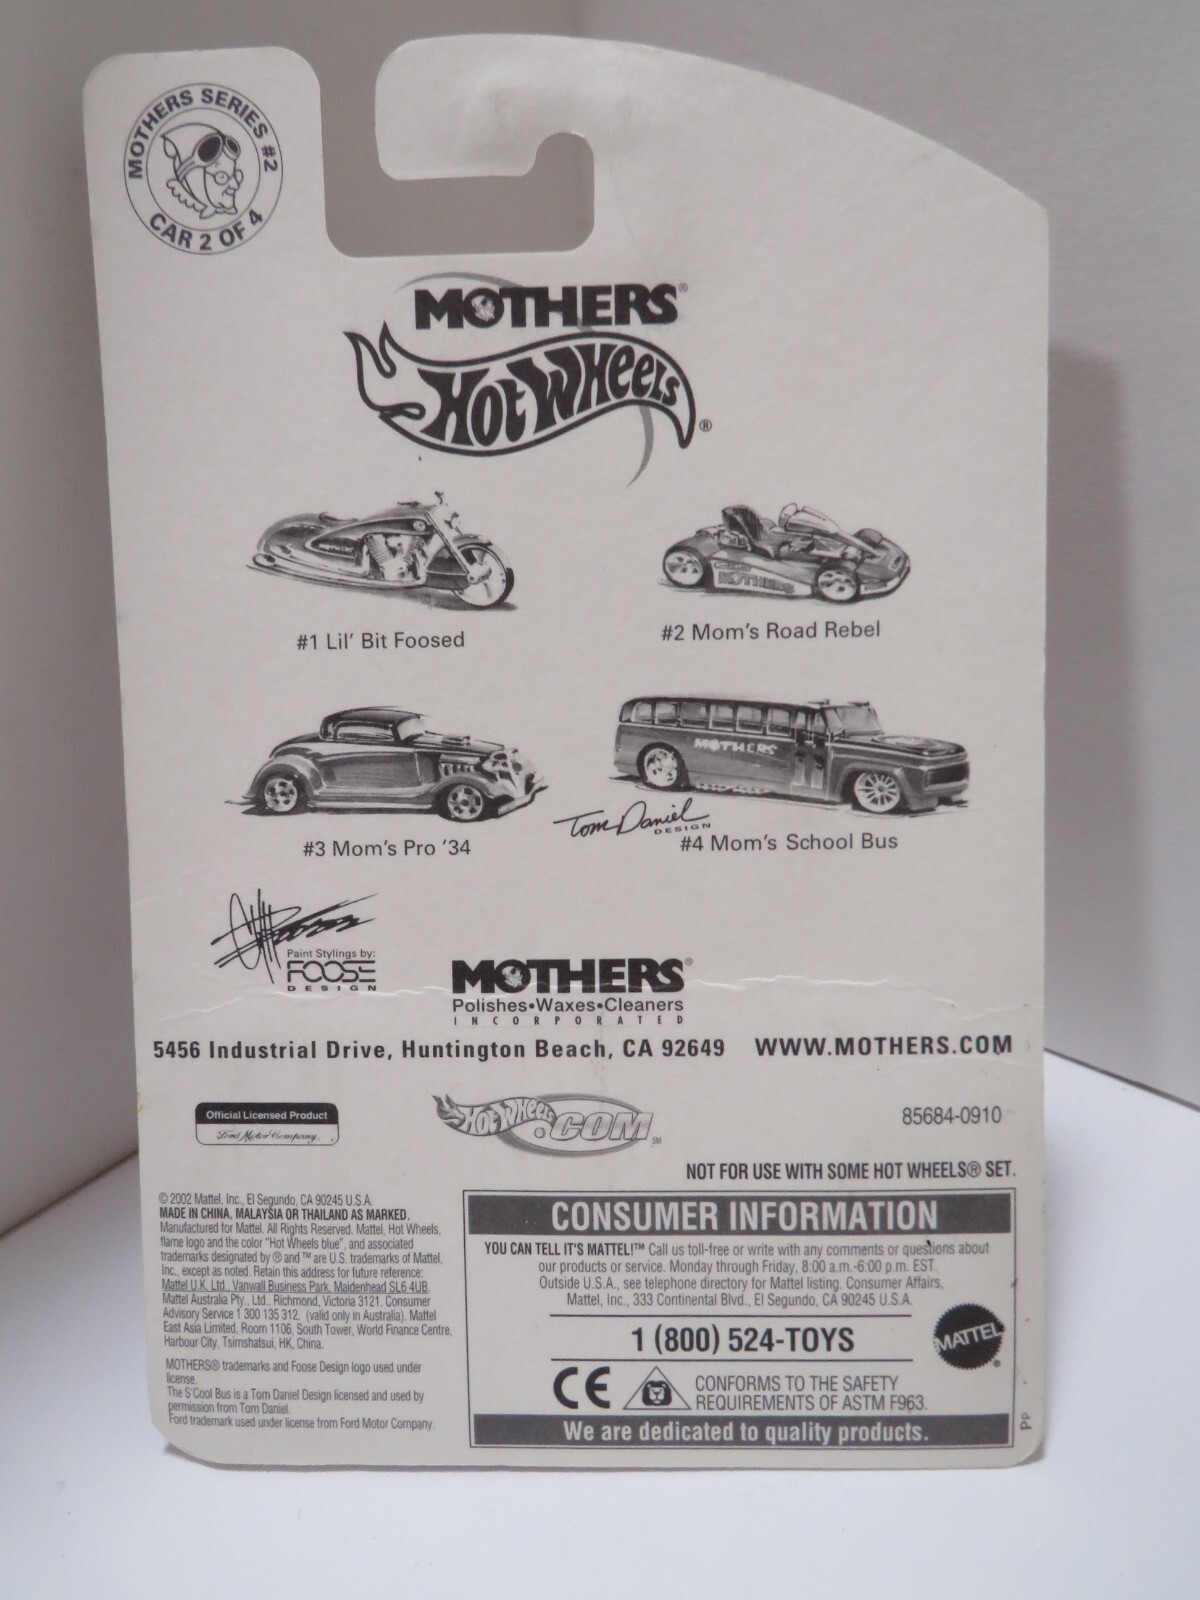 MOTHERS SERIES #2
CAR 2 OF 4
MOTHERS®
HOT WHEELS®
#1 Lil' Bit Foosed
MOTHERS
#2 Mom's Road Rebel
#3 Mom's Pro '34
MOTHERS
Tom Daniel
DESIGN
#4 Mom's School Bus
Paint Stylings by:
FOOSE
DESIGN
MOTHERS®
Polishes•Waxes•Cleaners
INCORPORATED
5456 Industrial Drive, Huntington Beach, CA 92649 WWW.MOTHERS.COM
Official Licensed Product
Ford Motor Company.
HOT WHEELS.COM SM
85684-0910
NOT FOR USE WITH SOME HOT WHEELS® SET.
© 2002 Mattel, Inc., El Segundo, CA 90245 U.S.A.
MADE IN CHINA, MALAYSIA OR THAILAND AS MARKED.
Manufactured for Mattel. All Rights Reserved. Mattel, Hot Wheels,
flame logo and the color "Hot Wheels blue", and associated
trademarks designated by ® and ™ are U.S. trademarks of Mattel,
Inc., except as noted. Retain this address for future reference:
Mattel U.K. Ltd., Vanwall Business Park, Maidenhead SL6 4UB.
Mattel Australia Pty., Ltd., Richmond, Victoria 3121. Consumer
Advisory Service 1 300 135 312. (valid only in Australia). Mattel
East Asia Limited, Room 1106, South Tower, World Finance Centre,
Harbour City, Tsimshatsui, HK, China.
MOTHERS® trademarks and Foose Design logo used under
license.
The S'Cool Bus is a Tom Daniel Design licensed and used by
permission from Tom Daniel.
Ford trademark used under license from Ford Motor Company.
CONSUMER INFORMATION
YOU CAN TELL IT'S MATTEL!™ Call us toll-free or write with any comments or questions about
our products or service. Monday through Friday, 8:00 a.m.-6:00 p.m. EST.
Outside U.S.A., see telephone directory for Mattel listing. Consumer Affairs,
Mattel, Inc., 333 Continental Blvd., El Segundo, CA 90245 U.S.A.
1 (800) 524-TOYS
MATTEL®
CE
CONFORMS TO THE SAFETY
REQUIREMENTS OF ASTM F963.
We are dedicated to quality products.
PP